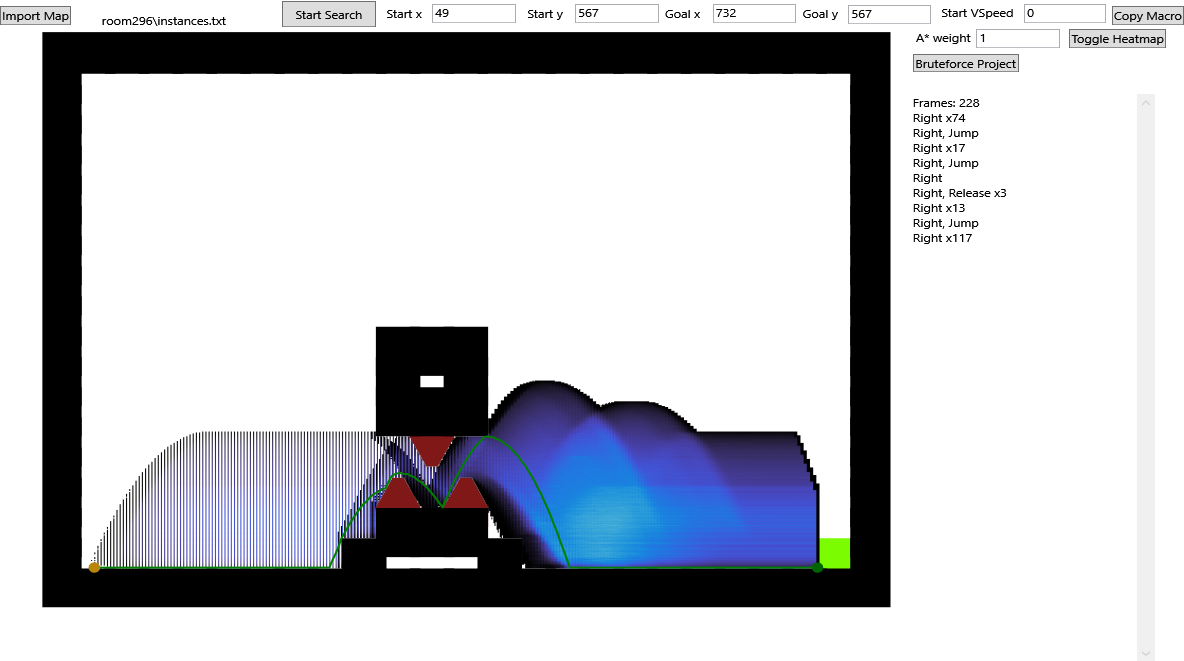 Import Map
room296\instances.txt
Start Search
Start x 49
Start y 567
Goal x 732
Goal y 567
Start VSpeed 0
Copy Macro
A* weight 1
Toggle Heatmap
Bruteforce Project
Frames: 228
Right x74
Right, Jump
Right x17
Right, Jump
Right
Right, Release x3
Right x13
Right, Jump
Right x117